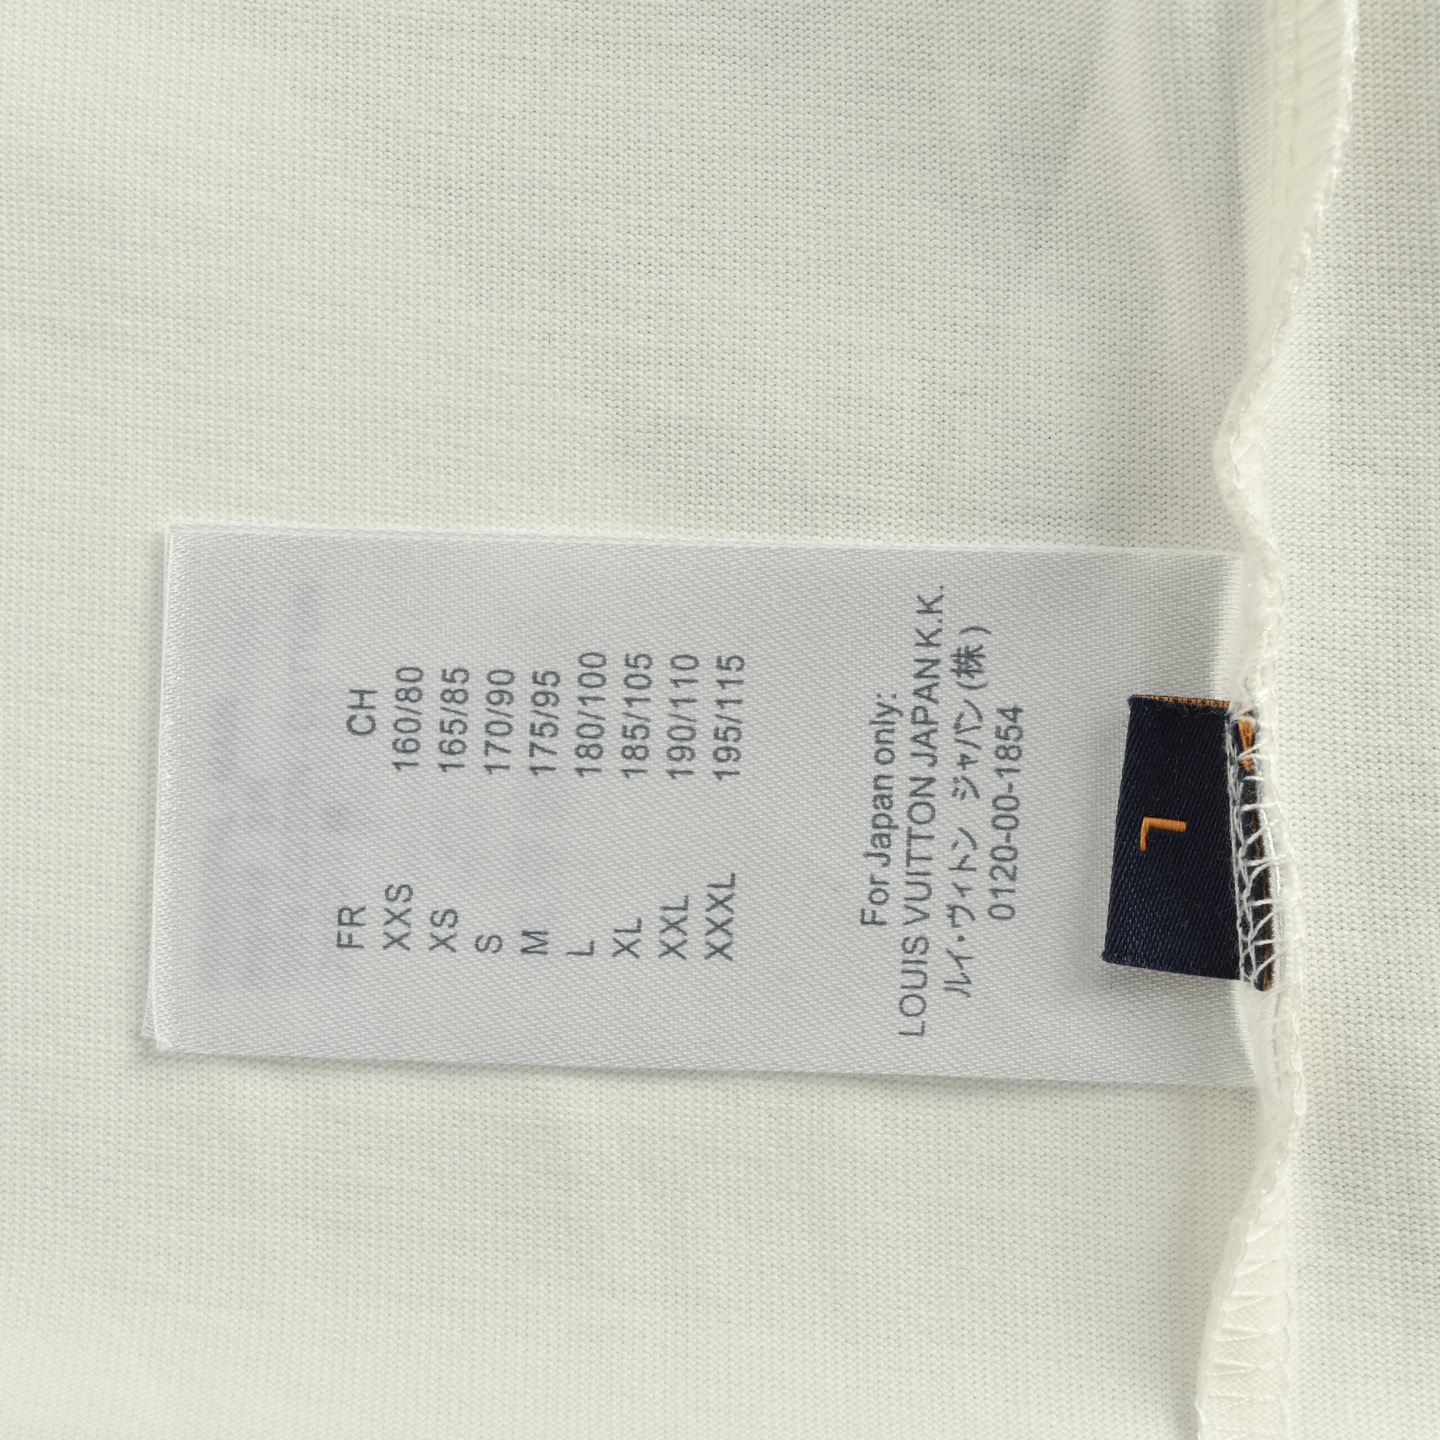 FR CH
XXS 160/80
XS 165/85
S 170/90
M 175/95
L 180/100
XL 185/105
XXL 190/110
XXXL 195/115
For Japan only:
LOUIS VUITTON JAPAN K.K.
ルイ・ヴィトン ジャパン(株)
0120-00-1854
L